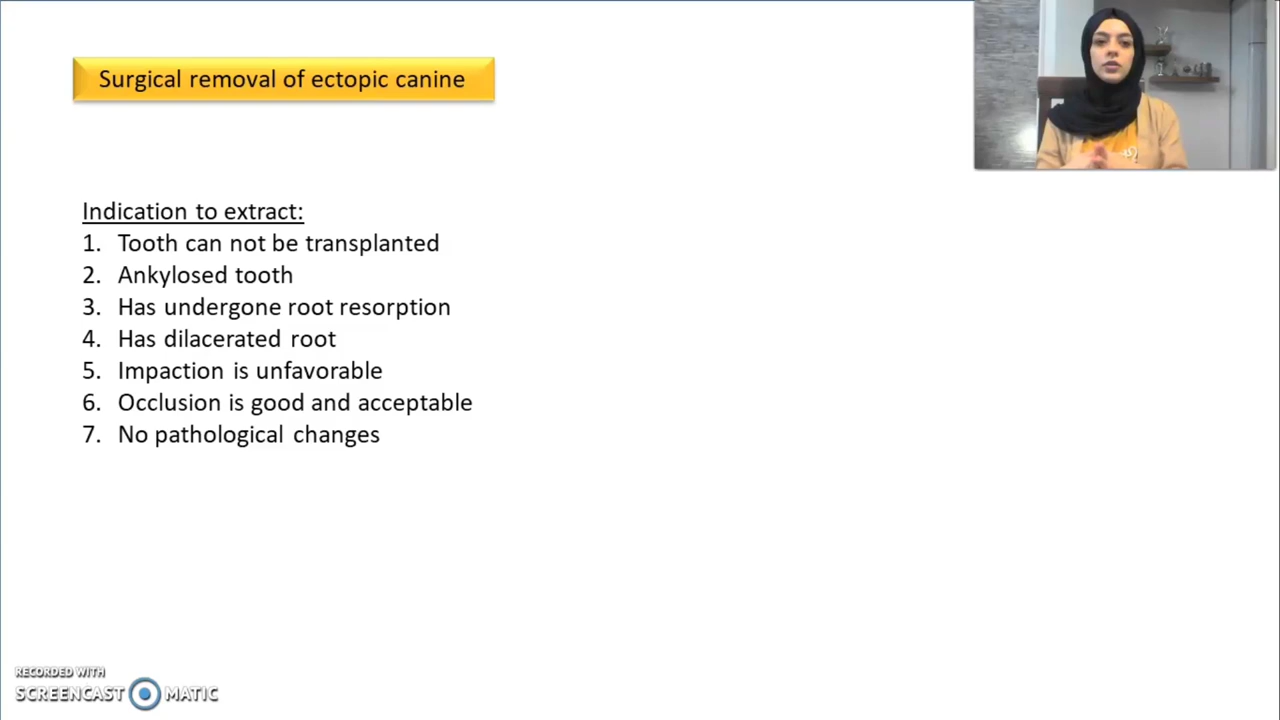 Surgical removal of ectopic canine
Indication to extract:
1. Tooth can not be transplanted
2. Ankylosed tooth
3. Has undergone root resorption
4. Has dilacerated root
5. Impaction is unfavorable
6. Occlusion is good and acceptable
7. No pathological changes
RECORDED WITH
SCREENCAST MATIC